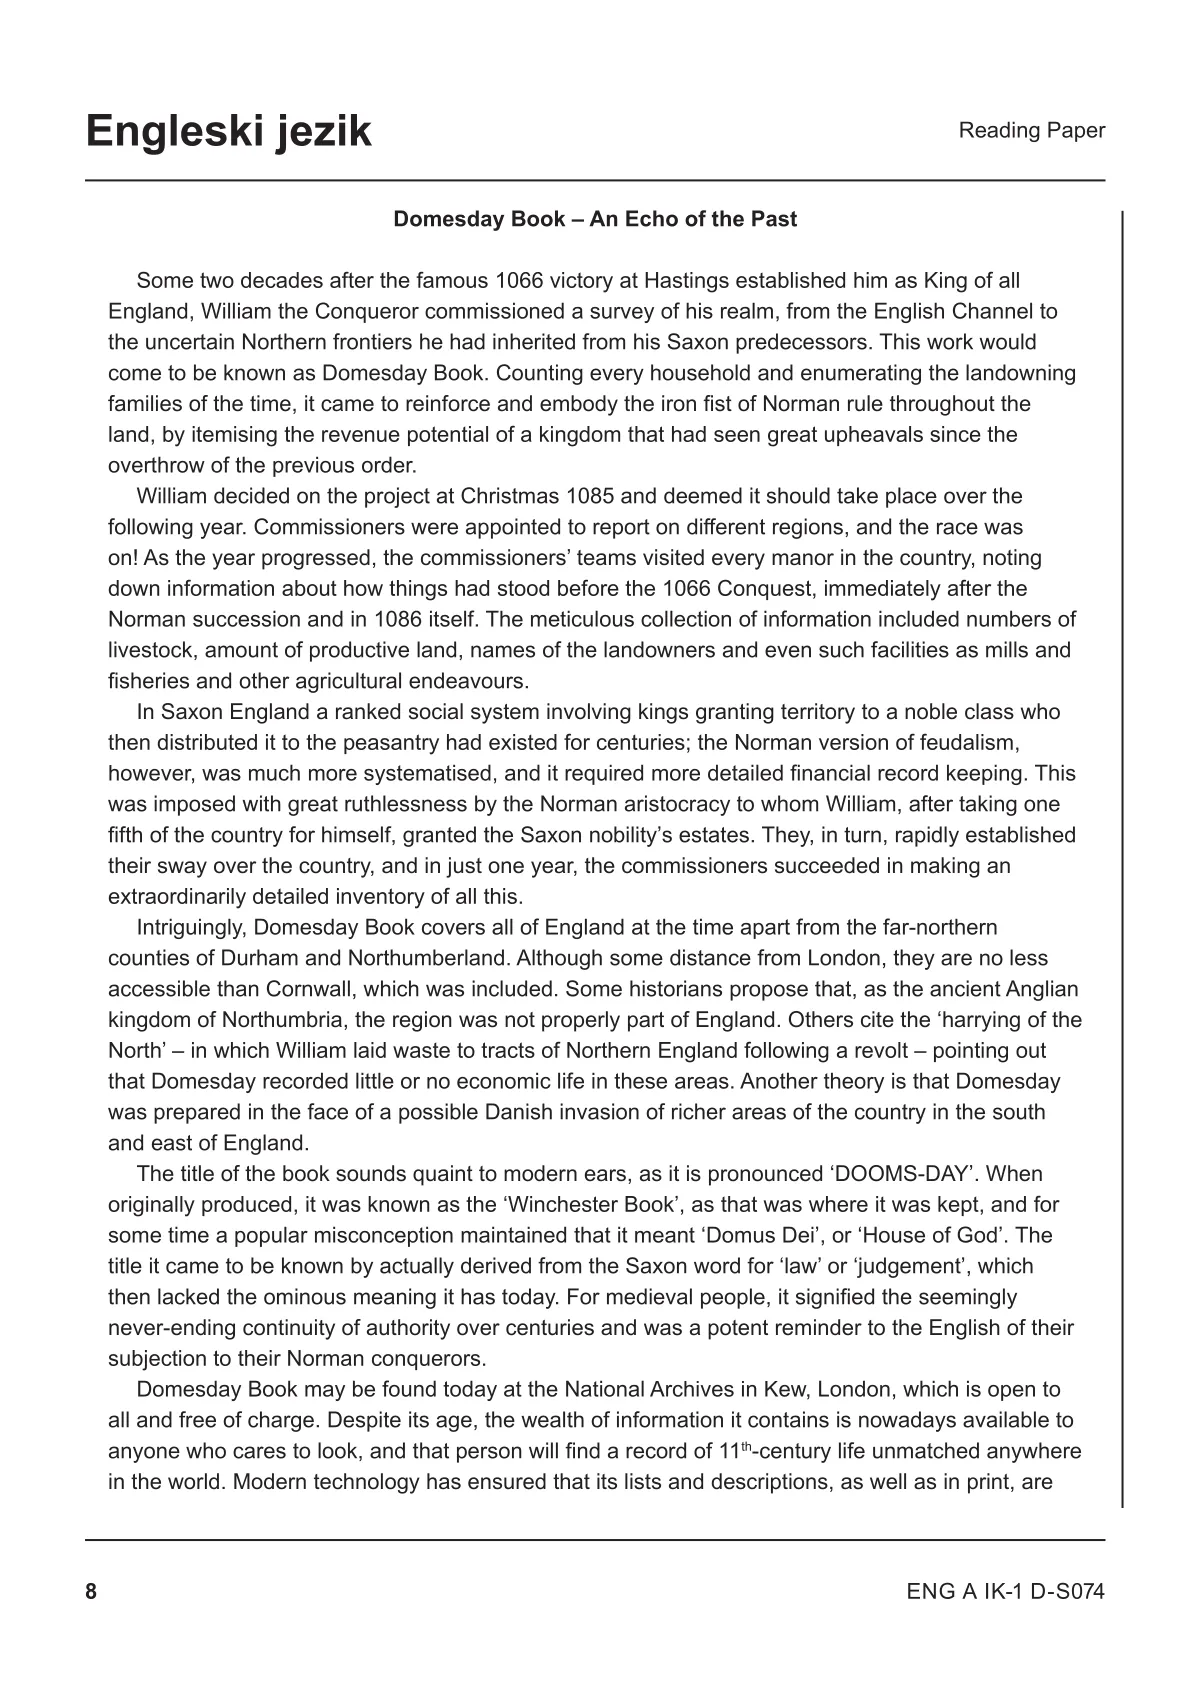 Engleski jezik
Reading Paper
Domesday Book – An Echo of the Past
Some two decades after the famous 1066 victory at Hastings established him as King of all
England, William the Conqueror commissioned a survey of his realm, from the English Channel to
the uncertain Northern frontiers he had inherited from his Saxon predecessors. This work would
come to be known as Domesday Book. Counting every household and enumerating the landowning
families of the time, it came to reinforce and embody the iron fist of Norman rule throughout the
land, by itemising the revenue potential of a kingdom that had seen great upheavals since the
overthrow of the previous order.
William decided on the project at Christmas 1085 and deemed it should take place over the
following year. Commissioners were appointed to report on different regions, and the race was
on! As the year progressed, the commissioners’ teams visited every manor in the country, noting
down information about how things had stood before the 1066 Conquest, immediately after the
Norman succession and in 1086 itself. The meticulous collection of information included numbers of
livestock, amount of productive land, names of the landowners and even such facilities as mills and
fisheries and other agricultural endeavours.
In Saxon England a ranked social system involving kings granting territory to a noble class who
then distributed it to the peasantry had existed for centuries; the Norman version of feudalism,
however, was much more systematised, and it required more detailed financial record keeping. This
was imposed with great ruthlessness by the Norman aristocracy to whom William, after taking one
fifth of the country for himself, granted the Saxon nobility’s estates. They, in turn, rapidly established
their sway over the country, and in just one year, the commissioners succeeded in making an
extraordinarily detailed inventory of all this.
Intriguingly, Domesday Book covers all of England at the time apart from the far-northern
counties of Durham and Northumberland. Although some distance from London, they are no less
accessible than Cornwall, which was included. Some historians propose that, as the ancient Anglian
kingdom of Northumbria, the region was not properly part of England. Others cite the ‘harrying of the
North’ – in which William laid waste to tracts of Northern England following a revolt – pointing out
that Domesday recorded little or no economic life in these areas. Another theory is that Domesday
was prepared in the face of a possible Danish invasion of richer areas of the country in the south
and east of England.
The title of the book sounds quaint to modern ears, as it is pronounced ‘DOOMS-DAY’. When
originally produced, it was known as the ‘Winchester Book’, as that was where it was kept, and for
some time a popular misconception maintained that it meant ‘Domus Dei’, or ‘House of God’. The
title it came to be known by actually derived from the Saxon word for ‘law’ or ‘judgement’, which
then lacked the ominous meaning it has today. For medieval people, it signified the seemingly
never-ending continuity of authority over centuries and was a potent reminder to the English of their
subjection to their Norman conquerors.
Domesday Book may be found today at the National Archives in Kew, London, which is open to
all and free of charge. Despite its age, the wealth of information it contains is nowadays available to
anyone who cares to look, and that person will find a record of 11th-century life unmatched anywhere
in the world. Modern technology has ensured that its lists and descriptions, as well as in print, are
8
ENG A IK-1 D-S074